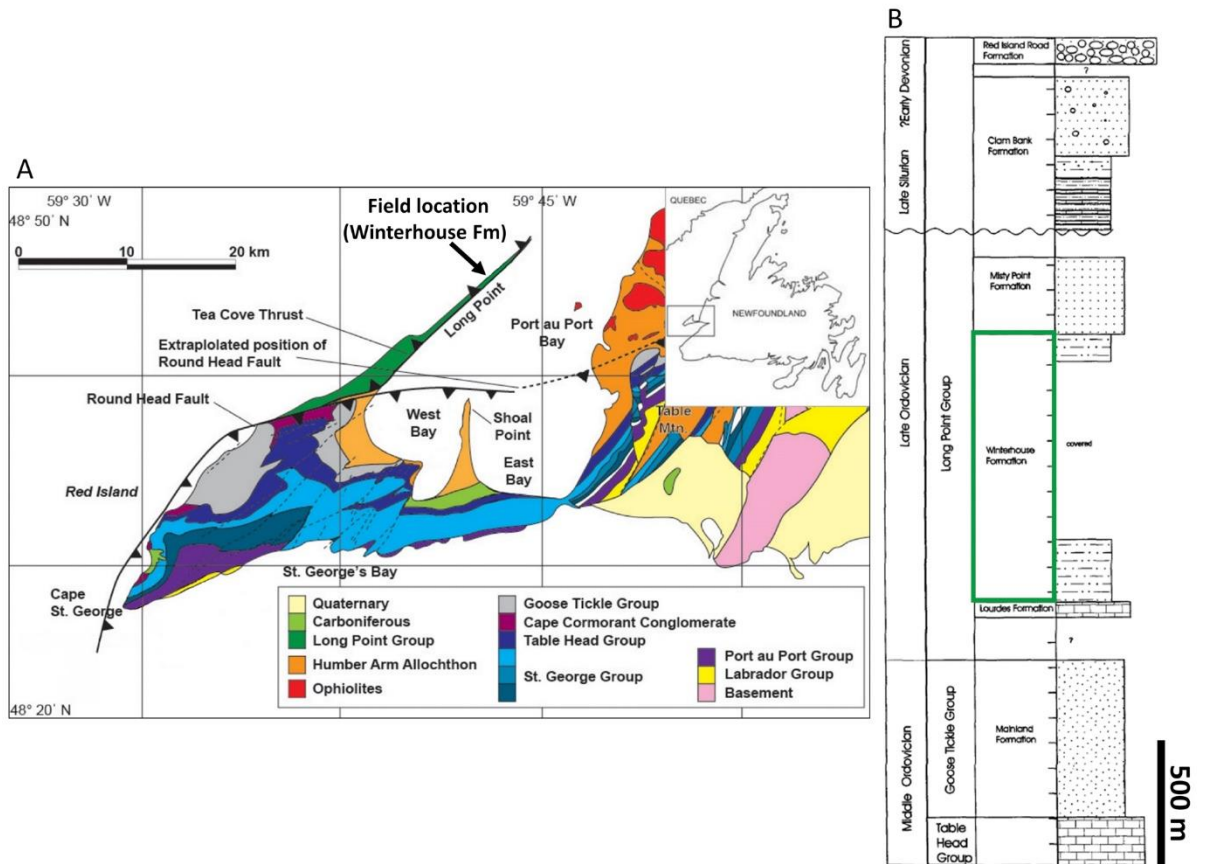 A
59° 30' W
48° 50' N
59° 45' W
0
10
20 km
Field location
(Winterhouse Fm)
Tea Cove Thrust
Long Point
Extraplolated position of
Round Head Fault
Port au Port
Bay
Round Head Fault
West
Bay
Shoal
Point
East
Bay
Table
Mtn.
Red Island
Cape
St. George
St. George's Bay
48° 20' N
QUEBEC
NEWFOUNDLAND
Quaternary
Carboniferous
Long Point Group
Humber Arm Allochthon
Ophiolites
Goose Tickle Group
Cape Cormorant Conglomerate
Table Head Group
St. George Group
Port au Port Group
Labrador Group
Basement
B
?Early Devonian
Late Silurian
Late Ordovician
Middle Ordovician
Long Point Group
Goose Tickle Group
Table
Head
Group
Red Island Road
Formation
?
Clam Bank
Formation
Misty Point
Formation
Winterhouse
Formation
covered
Lourdes Formation
?
Mainland
Formation
500 m